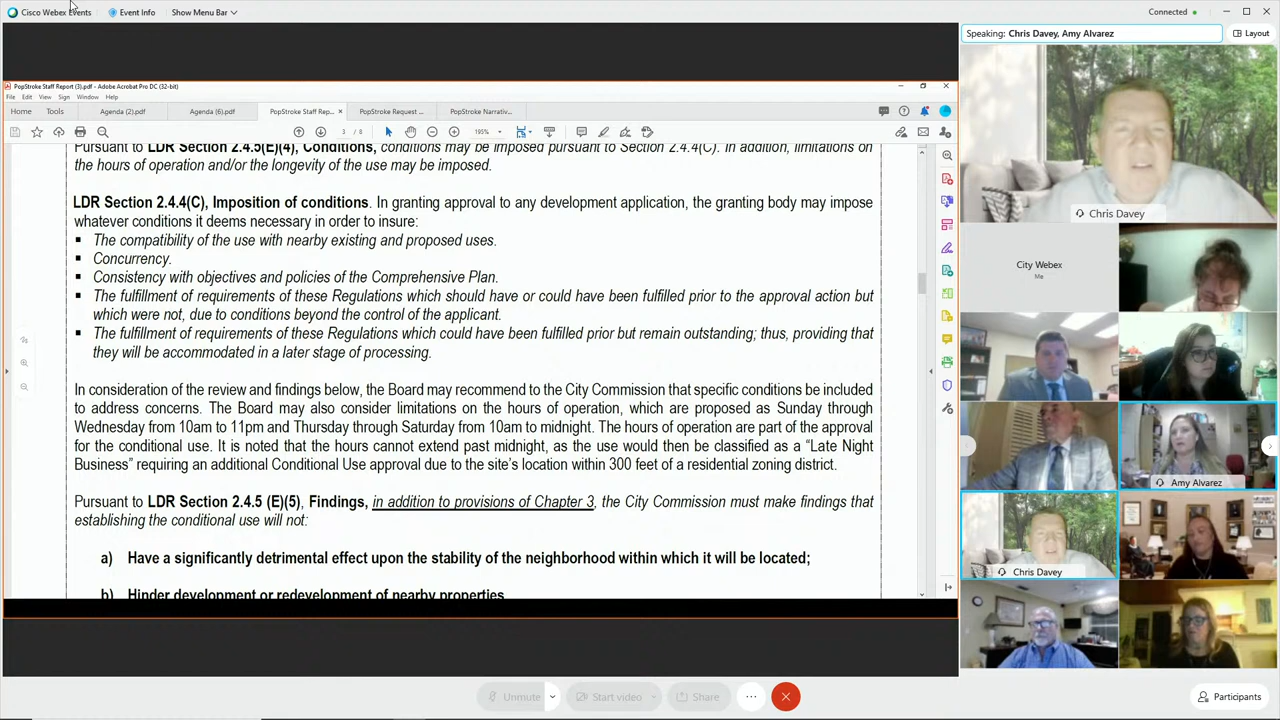 Cisco Webex Events
Event Info
Show Menu Bar
Connected
Speaking: Chris Davey, Amy Alvarez
Layout
PopStroke Staff Report (3).pdf - Adobe Acrobat Pro DC (32-bit)
File Edit View Sign Window Help
Home Tools Agenda (2).pdf Agenda (6).pdf PopStroke Staff Rep... × PopStroke Request ... PopStroke Narrativ...
3 / 8 195%
Pursuant to LDR Section 2.4.5(E)(4), Conditions, conditions may be imposed pursuant to Section 2.4.4(C). In addition, limitations on
the hours of operation and/or the longevity of the use may be imposed.
LDR Section 2.4.4(C), Imposition of conditions. In granting approval to any development application, the granting body may impose
whatever conditions it deems necessary in order to insure:
▪ The compatibility of the use with nearby existing and proposed uses.
▪ Concurrency.
▪ Consistency with objectives and policies of the Comprehensive Plan.
▪ The fulfillment of requirements of these Regulations which should have or could have been fulfilled prior to the approval action but
which were not, due to conditions beyond the control of the applicant.
▪ The fulfillment of requirements of these Regulations which could have been fulfilled prior but remain outstanding; thus, providing that
they will be accommodated in a later stage of processing.
In consideration of the review and findings below, the Board may recommend to the City Commission that specific conditions be included
to address concerns. The Board may also consider limitations on the hours of operation, which are proposed as Sunday through
Wednesday from 10am to 11pm and Thursday through Saturday from 10am to midnight. The hours of operation are part of the approval
for the conditional use. It is noted that the hours cannot extend past midnight, as the use would then be classified as a “Late Night
Business” requiring an additional Conditional Use approval due to the site’s location within 300 feet of a residential zoning district.
Pursuant to LDR Section 2.4.5 (E)(5), Findings, in addition to provisions of Chapter 3, the City Commission must make findings that
establishing the conditional use will not:
a) Have a significantly detrimental effect upon the stability of the neighborhood within which it will be located;
b) Hinder development or redevelopment of nearby properties
Chris Davey
City Webex
Me
Amy Alvarez
Chris Davey
Unmute
Start video
Share
Participants